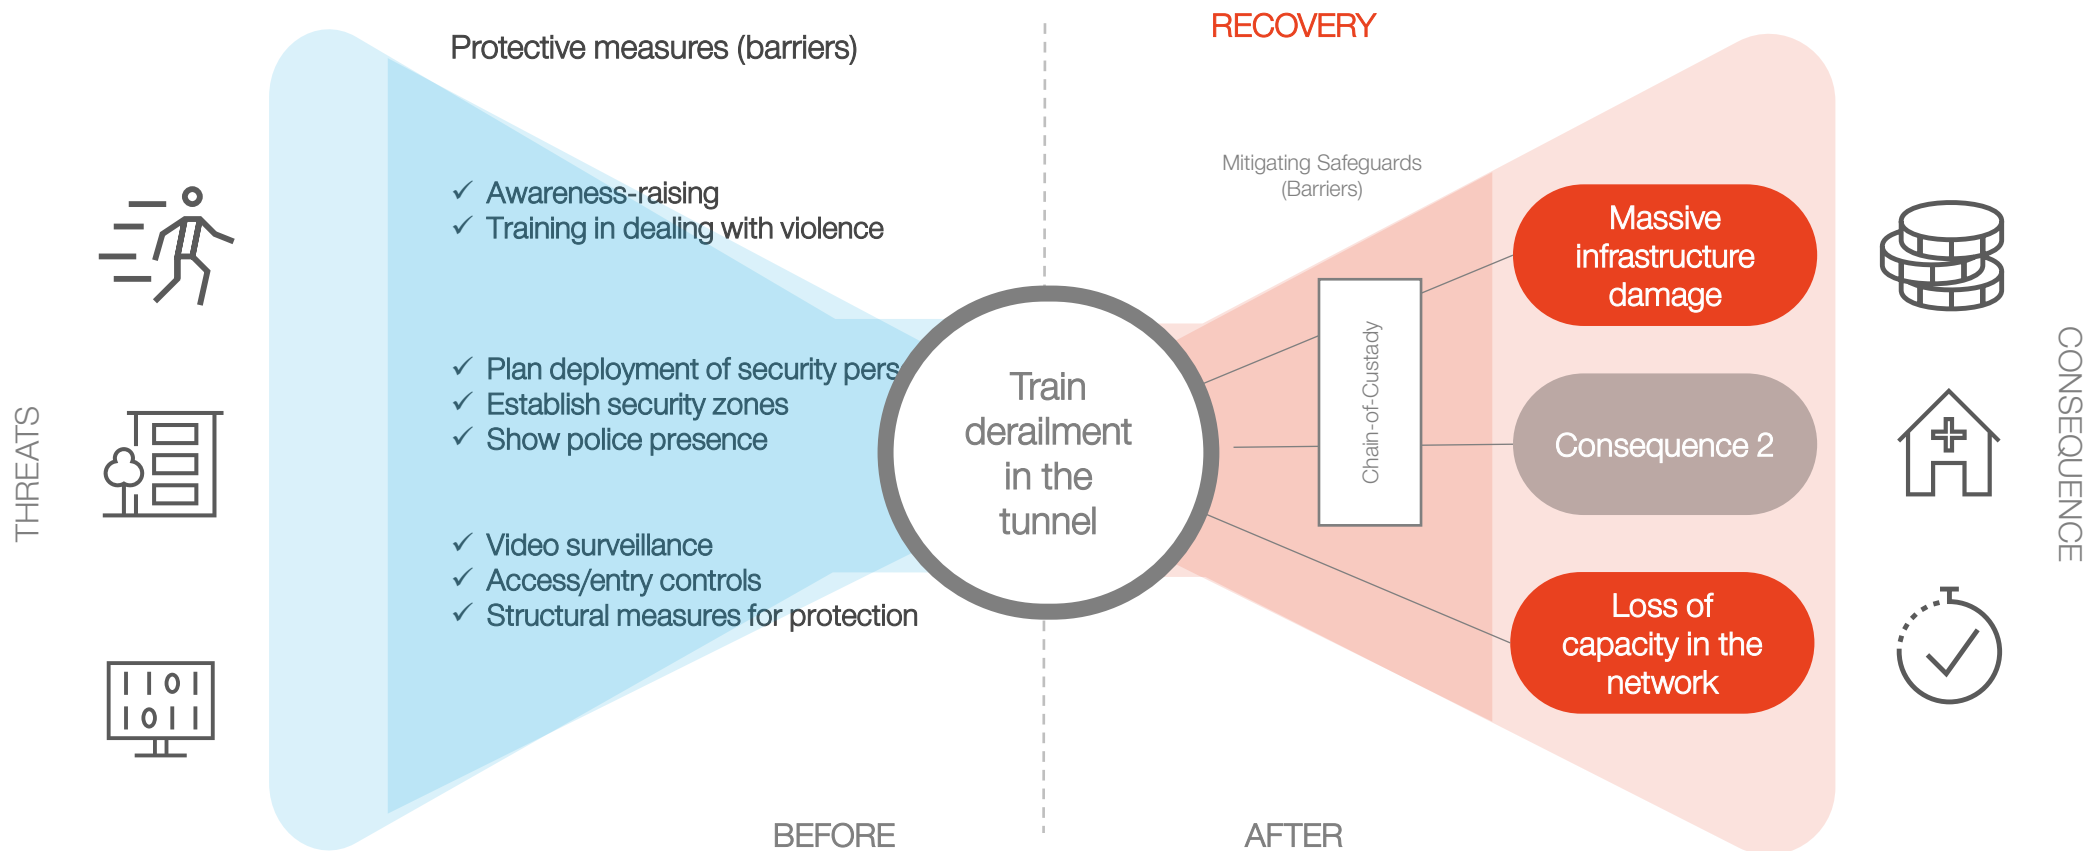 RECOVERY
Protective measures (barriers)
Mitigating Safeguards
(Barriers)
✓ Awareness-raising
✓ Training in dealing with violence
✓ Plan deployment of security pers
✓ Establish security zones
✓ Show police presence
✓ Video surveillance
✓ Access/entry controls
✓ Structural measures for protection
THREATS
Train
derailment
in the
tunnel
Chain-of-Custady
Massive
infrastructure
damage
Consequence 2
Loss of
capacity in the
network
CONSEQUENCE
BEFORE
AFTER
IIOI
IOII